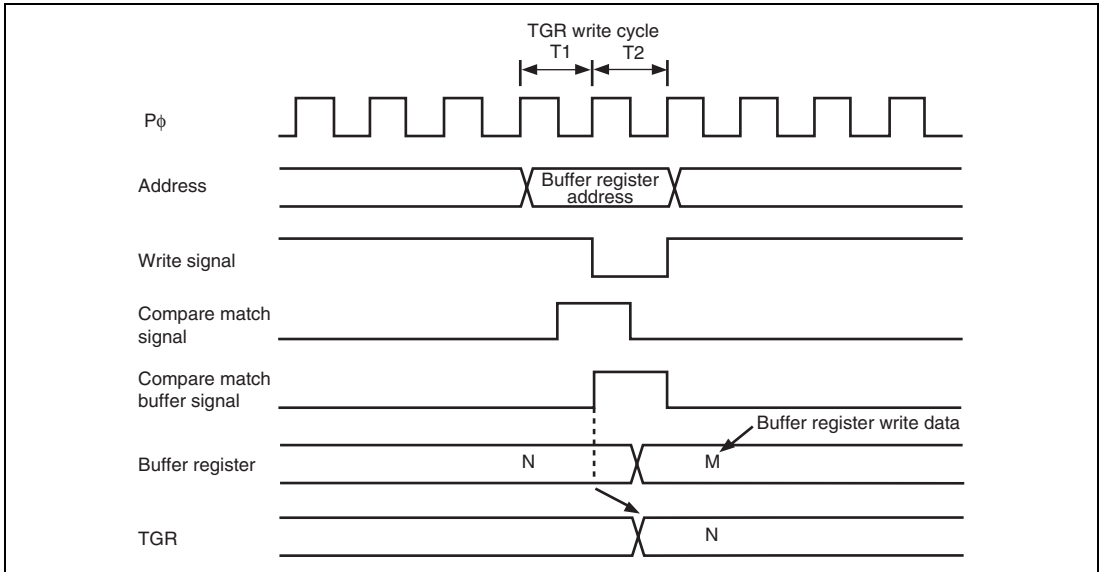 TGR write cycle
T1 T2
Pϕ
Address
Buffer register
address
Write signal
Compare match
signal
Compare match
buffer signal
Buffer register write data
Buffer register
N
M
TGR
N